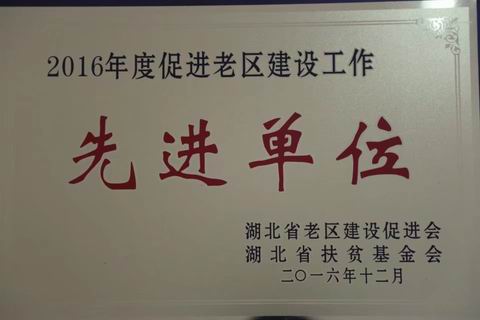 2016年度促进老区建设工作
先进单位
湖北省老区建设促进会
湖北省扶贫基金会
二〇一六年十二月